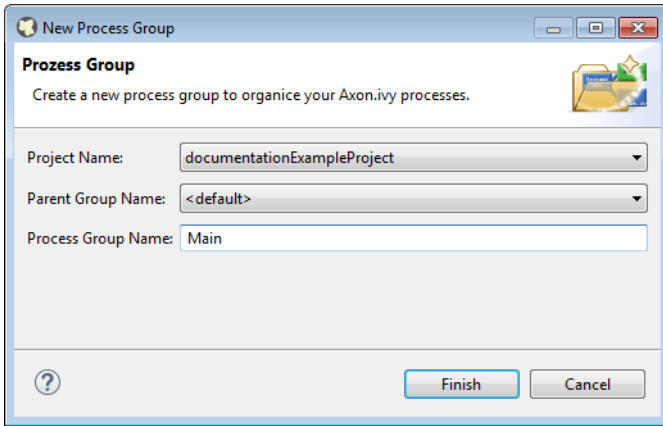 New Process Group
Prozess Group
Create a new process group to organice your Axon.ivy processes.
Project Name: documentationExampleProject
Parent Group Name: <default>
Process Group Name: Main
?
Finish Cancel